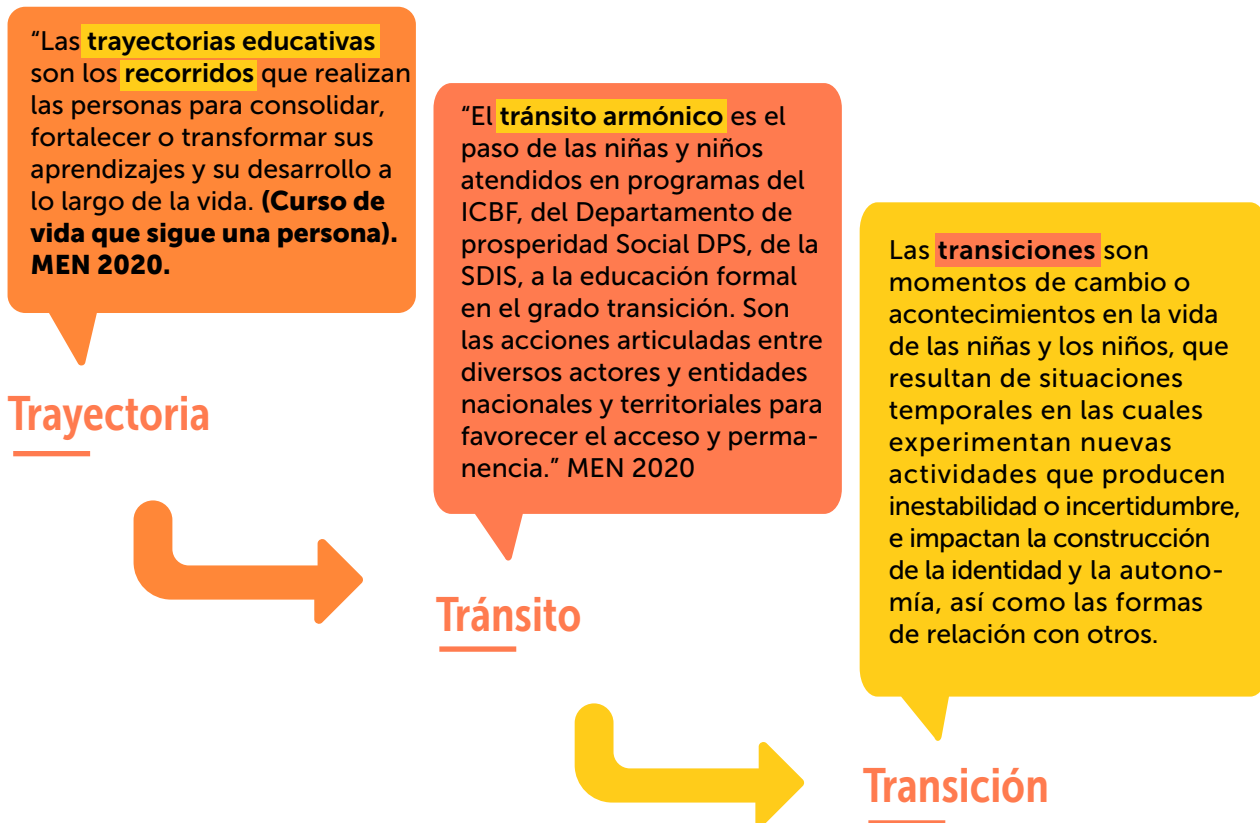 “Las trayectorias educativas
son los recorridos que realizan
las personas para consolidar,
fortalecer o transformar sus
aprendizajes y su desarrollo a
lo largo de la vida. (Curso de
vida que sigue una persona).
MEN 2020.
Trayectoria
“El tránsito armónico es el
paso de las niñas y niños
atendidos en programas del
ICBF, del Departamento de
prosperidad Social DPS, de la
SDIS, a la educación formal
en el grado transición. Son
las acciones articuladas entre
diversos actores y entidades
nacionales y territoriales para
favorecer el acceso y perma-
nencia.” MEN 2020
Tránsito
Las transiciones son
momentos de cambio o
acontecimientos en la vida
de las niñas y los niños, que
resultan de situaciones
temporales en las cuales
experimentan nuevas
actividades que producen
inestabilidad o incertidumbre,
e impactan la construcción
de la identidad y la autono-
mía, así como las formas
de relación con otros.
Transición